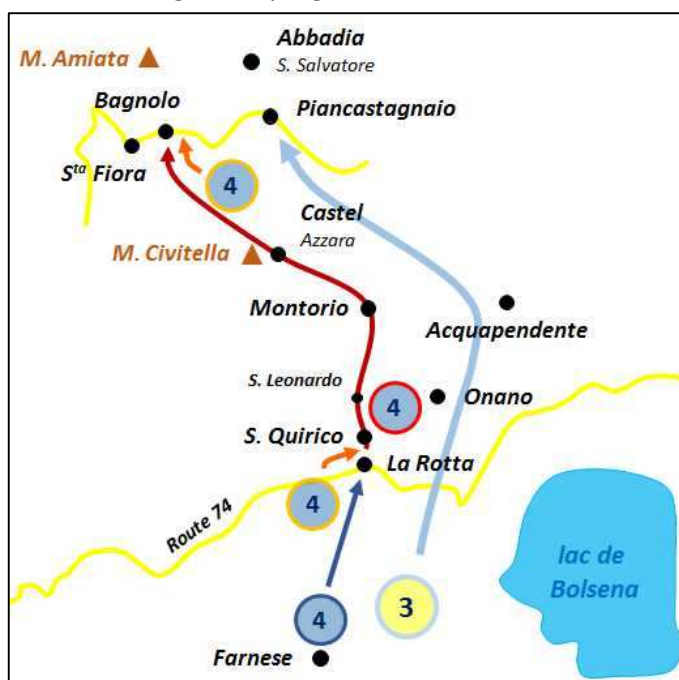 Abbadia
M. Amiata
S. Salvatore
Bagnolo
Piancastagnaio
Sta Fiora
4
Castel
Azzara
M. Civitella
Montorio
Acquapendente
S. Leonardo
4
Onano
S. Quirico
La Rotta
4
Route 74
lac de
Bolsena
4
3
Farnese